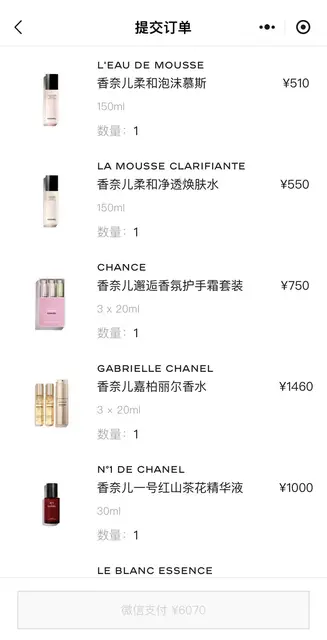 提交订单
L'EAU DE MOUSSE
香奈儿柔和泡沫慕斯
¥510
150ml
数量：1
LA MOUSSE CLARIFIANTE
香奈儿柔和净透焕肤水
¥550
150ml
数量：1
CHANCE
香奈儿邂逅香氛护手霜套装
¥750
3 x 20ml
数量：1
GABRIELLE CHANEL
香奈儿嘉柏丽尔香水
¥1460
3 × 20ml
数量：1
N°1 DE CHANEL
香奈儿一号红山茶花精华液
¥1000
30ml
数量：1
LE BLANC ESSENCE
微信支付 ¥6070